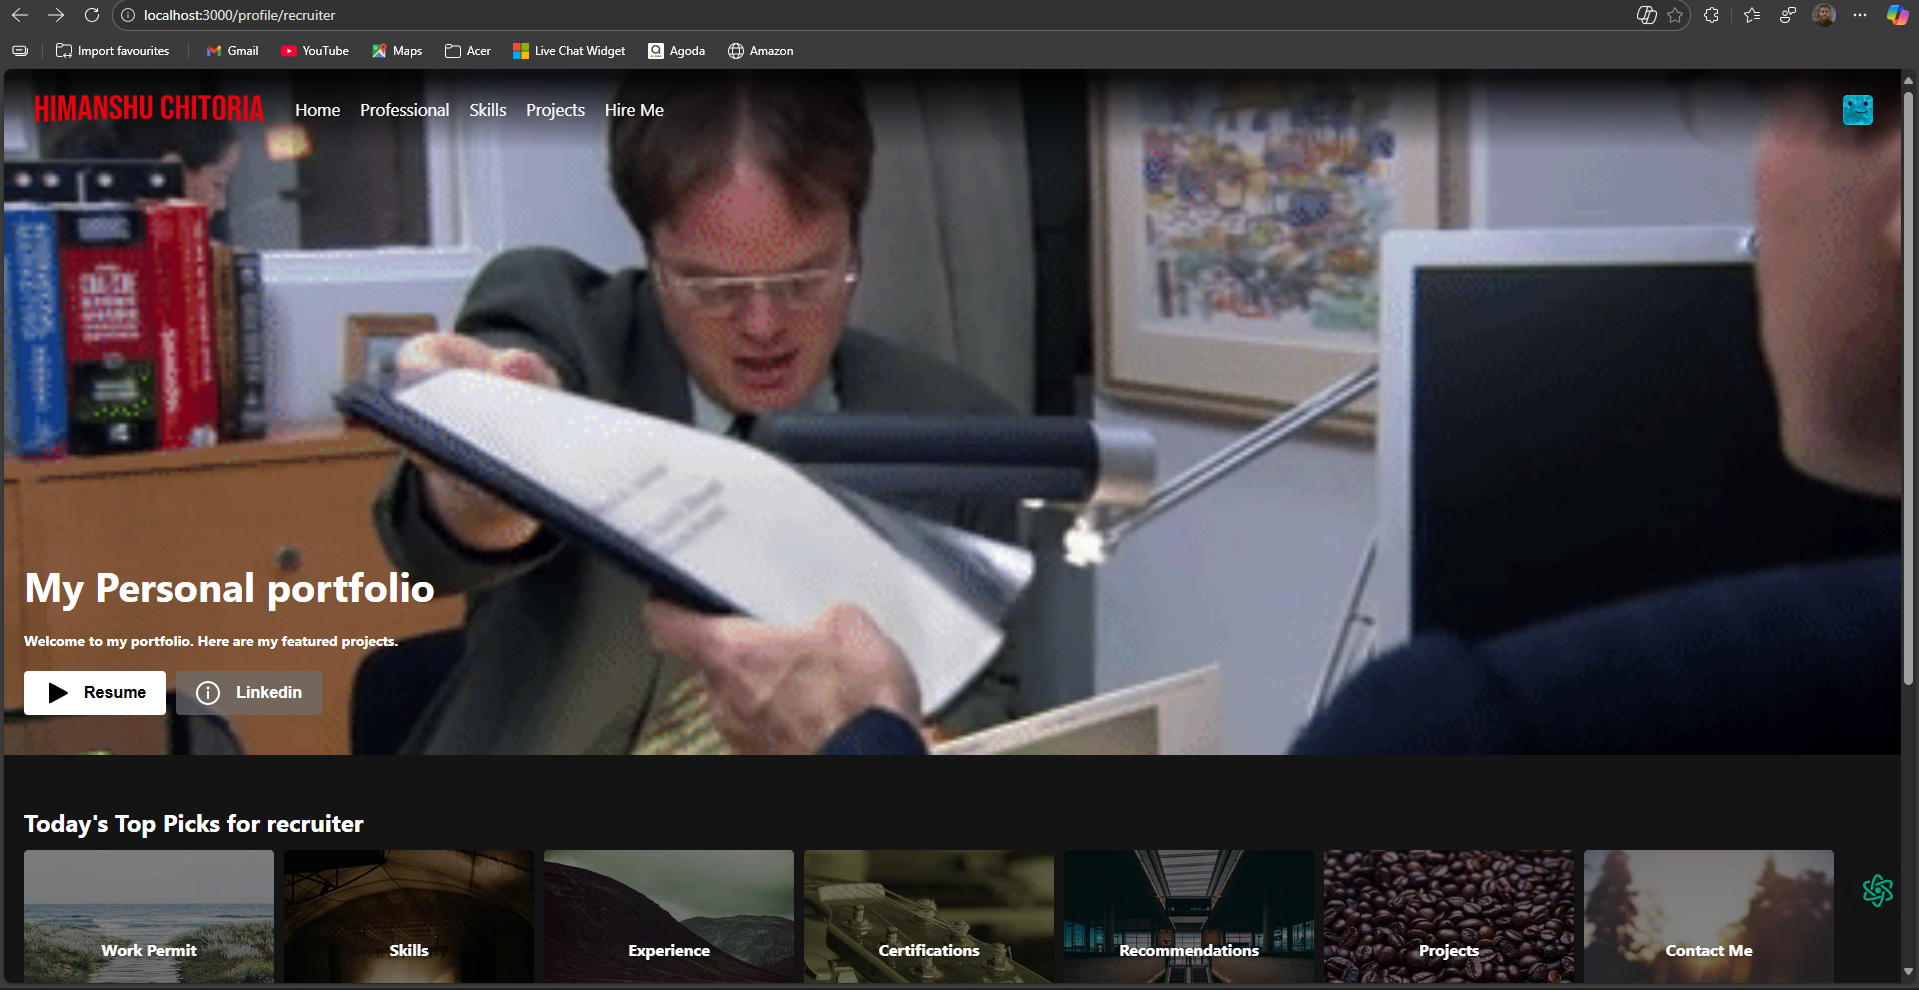 localhost:3000/profile/recruiter
Import favourites Gmail YouTube Maps Acer Live Chat Widget Agoda Amazon
HIMANSHU CHITORIA Home Professional Skills Projects Hire Me
My Personal portfolio
Welcome to my portfolio. Here are my featured projects.
Resume Linkedin
Today's Top Picks for recruiter
Work Permit Skills Experience Certifications Recommendations Projects Contact Me